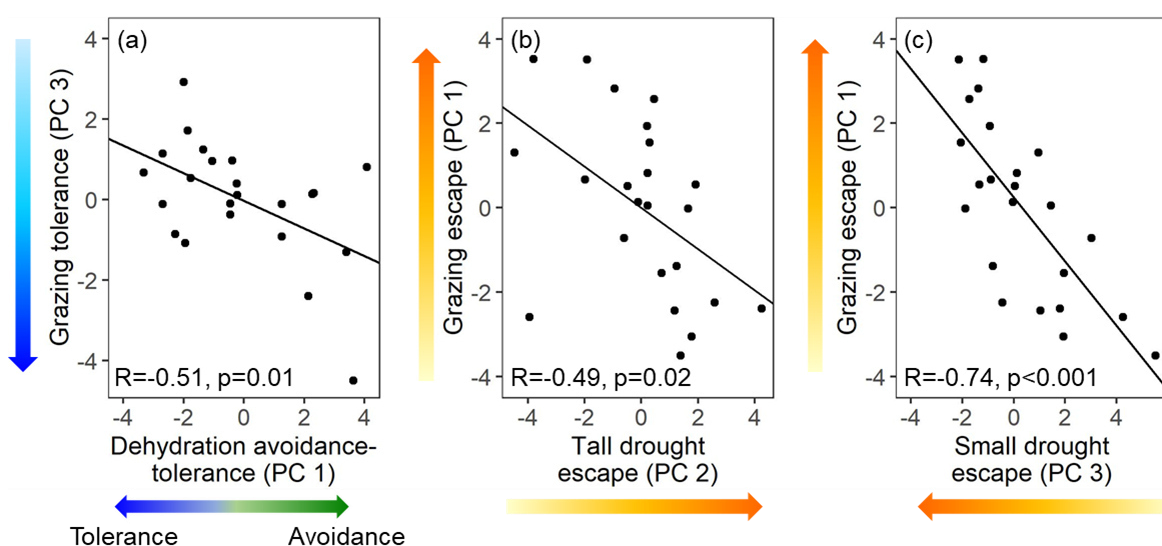 (a)
Grazing tolerance (PC 3)
4
2
0
-2
-4
R=-0.51, p=0.01
-4 -2 0 2 4
Dehydration avoidance-
tolerance (PC 1)
Tolerance Avoidance
(b)
Grazing escape (PC 1)
4
2
0
-2
-4
R=-0.49, p=0.02
-4 -2 0 2 4
Tall drought
escape (PC 2)
(c)
Grazing escape (PC 1)
4
2
0
-2
-4
R=-0.74, p<0.001
-4 -2 0 2 4
Small drought
escape (PC 3)